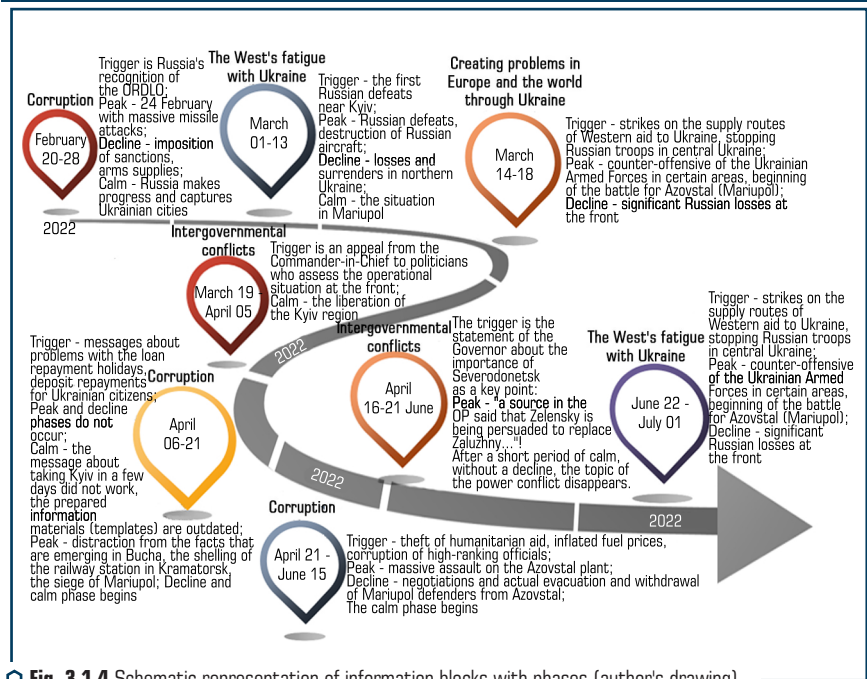 Corruption
February
20-28
Trigger is Russia's
recognition of
the ORDLO;
Peak - 24 February
with massive missile
attacks;
Decline - imposition
of sanctions,
arms supplies;
Calm - Russia makes
progress and captures
Ukrainian cities
The West's fatigue
with Ukraine
March
01-13
Trigger - the first
Russian defeats
near Kyiv;
Peak - Russian defeats,
destruction of Russian
aircraft;
Decline - losses and
surrenders in northern
Ukraine;
Calm - the situation
in Mariupol
Creating problems in
Europe and the world
through Ukraine
March
14-18
Trigger - strikes on the supply routes
of Western aid to Ukraine, stopping
Russian troops in central Ukraine;
Peak - counter-offensive of the Ukrainian
Armed Forces in certain areas, beginning
of the battle for Azovstal (Mariupol);
Decline - significant Russian losses at
the front
2022
Intergovernmental
conflicts
March 19 -
April 05
Trigger is an appeal from the
Commander-in-Chief to politicians
who assess the operational
situation at the front;
Calm - the liberation of
the Kyiv region
2022
Corruption
April
06-21
Trigger - messages about
problems with the loan
repayment holidays,
deposit repayments
for Ukrainian citizens;
Peak and decline
phases do not
occur;
Calm - the
message about
taking Kyiv in a few
days did not work,
the prepared
information
materials (templates) are outdated;
Peak - distraction from the facts that
are emerging in Bucha, the shelling of
the railway station in Kramatorsk,
the siege of Mariupol; Decline and
calm phase begins
Intergovernmental
conflicts
April
16-21 June
The trigger is the
statement of the
Governor about the
importance of
Severodonetsk
as a key point:
Peak - "a source in the
OP said that Zelensky is
being persuaded to replace
Zaluzhny..."!
After a short period of calm,
without a decline, the topic of
the power conflict disappears.
The West's fatigue
with Ukraine
June 22 -
July 01
Trigger - strikes on the
supply routes of
Western aid to Ukraine,
stopping Russian troops
in central Ukraine;
Peak - counter-offensive
of the Ukrainian Armed
Forces in certain areas,
beginning of the battle
for Azovstal (Mariupol);
Decline - significant
Russian losses at
the front
2022
2022
Corruption
April 21 -
June 15
Trigger - theft of humanitarian aid, inflated fuel prices,
corruption of high-ranking officials;
Peak - massive assault on the Azovstal plant;
Decline - negotiations and actual evacuation and withdrawal
of Mariupol defenders from Azovstal;
The calm phase begins
Fig. 3.1.4 Schematic representation of information blocks with phases (author's drawing)